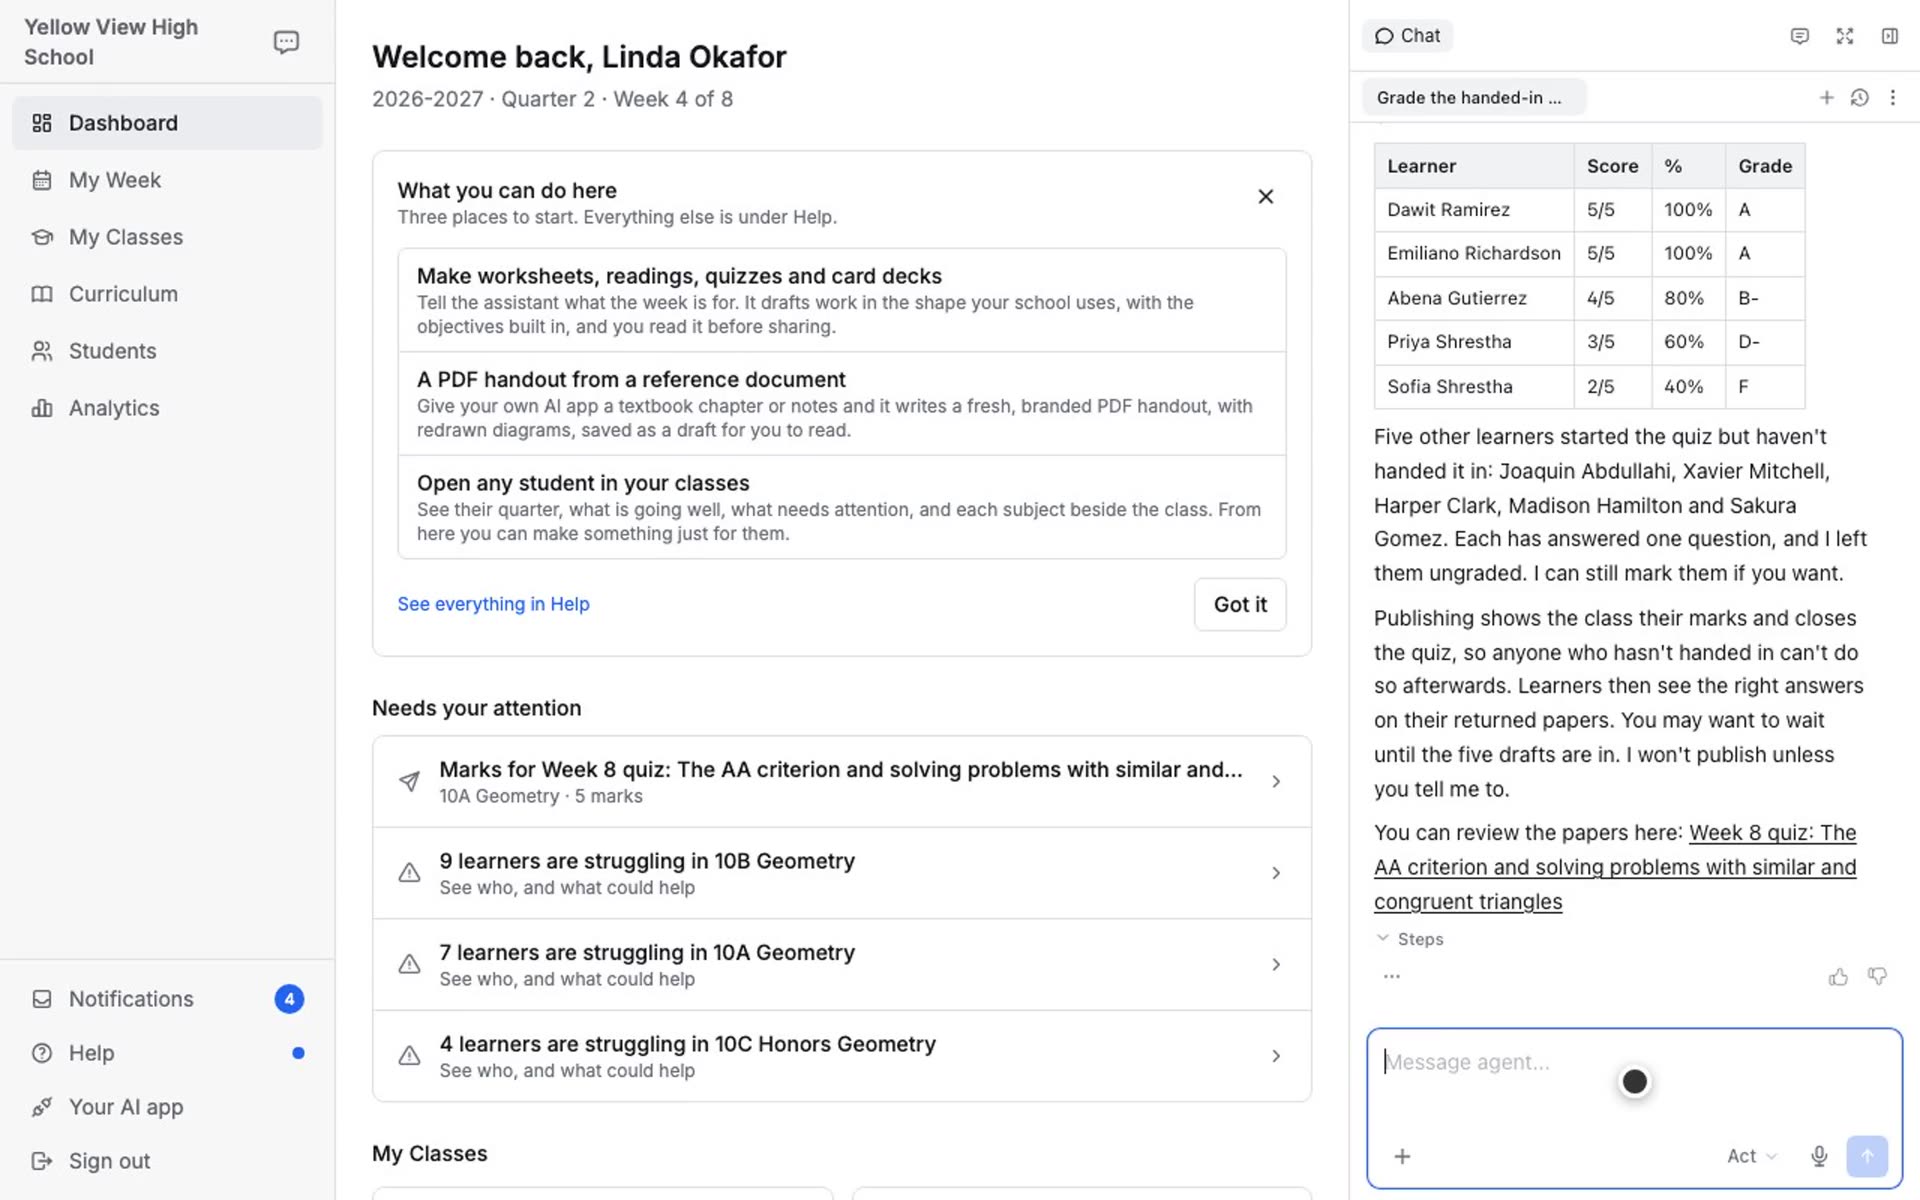 Yellow View High
School
Dashboard
My Week
My Classes
Curriculum
Students
Analytics
Notifications
4
Help
Your AI app
Sign out
Welcome back, Linda Okafor
2026-2027 · Quarter 2 · Week 4 of 8
What you can do here
Three places to start. Everything else is under Help.
Make worksheets, readings, quizzes and card decks
Tell the assistant what the week is for. It drafts work in the shape your school uses, with the
objectives built in, and you read it before sharing.
A PDF handout from a reference document
Give your own AI app a textbook chapter or notes and it writes a fresh, branded PDF handout, with
redrawn diagrams, saved as a draft for you to read.
Open any student in your classes
See their quarter, what is going well, what needs attention, and each subject beside the class. From
here you can make something just for them.
See everything in Help
Got it
Needs your attention
Marks for Week 8 quiz: The AA criterion and solving problems with similar and...
10A Geometry · 5 marks
9 learners are struggling in 10B Geometry
See who, and what could help
7 learners are struggling in 10A Geometry
See who, and what could help
4 learners are struggling in 10C Honors Geometry
See who, and what could help
My Classes
Chat
Grade the handed-in ...
Learner Score % Grade
Dawit Ramirez 5/5 100% A
Emiliano Richardson 5/5 100% A
Abena Gutierrez 4/5 80% B-
Priya Shrestha 3/5 60% D-
Sofia Shrestha 2/5 40% F
Five other learners started the quiz but haven't
handed it in: Joaquin Abdullahi, Xavier Mitchell,
Harper Clark, Madison Hamilton and Sakura
Gomez. Each has answered one question, and I left
them ungraded. I can still mark them if you want.
Publishing shows the class their marks and closes
the quiz, so anyone who hasn't handed in can't do
so afterwards. Learners then see the right answers
on their returned papers. You may want to wait
until the five drafts are in. I won't publish unless
you tell me to.
You can review the papers here: Week 8 quiz: The
AA criterion and solving problems with similar and
congruent triangles
Steps
Message agent...
Act